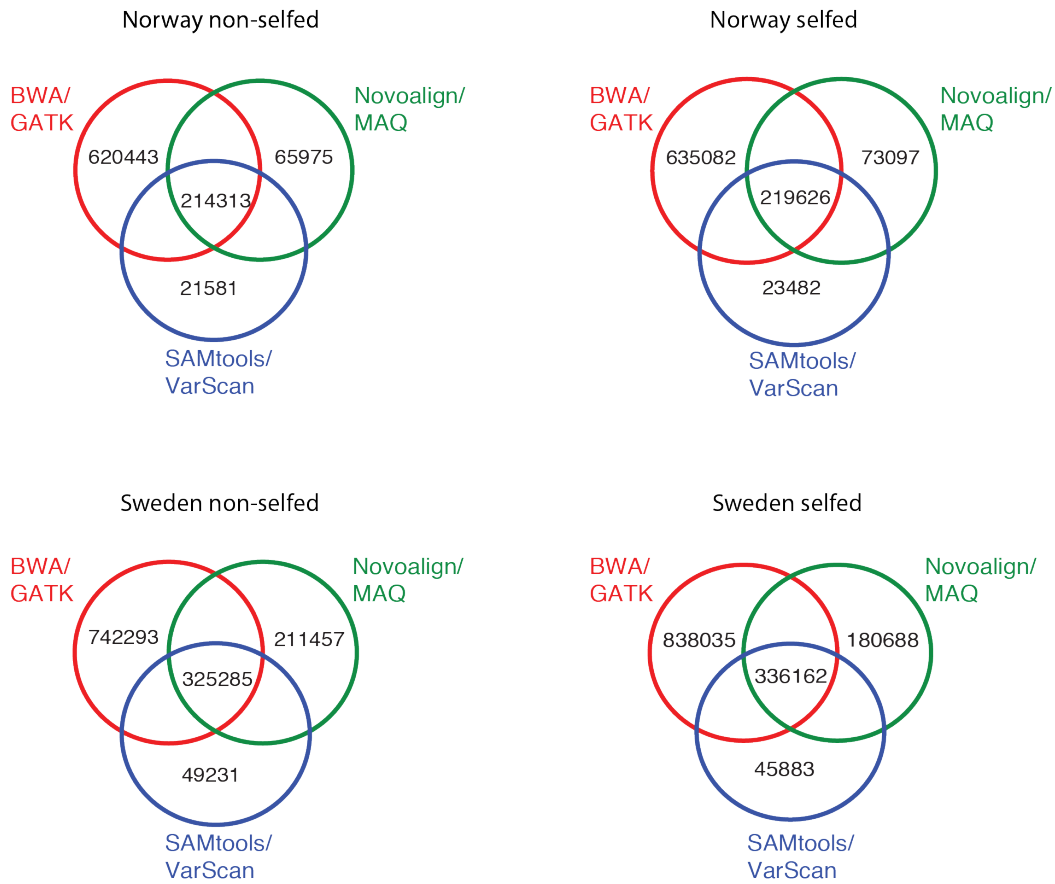 Norway non-selfed
BWA/
GATK
Novoalign/
MAQ
620443
65975
214313
21581
SAMtools/
VarScan
Norway selfed
BWA/
GATK
Novoalign/
MAQ
635082
73097
219626
23482
SAMtools/
VarScan
Sweden non-selfed
BWA/
GATK
Novoalign/
MAQ
742293
211457
325285
49231
SAMtools/
VarScan
Sweden selfed
BWA/
GATK
Novoalign/
MAQ
838035
180688
336162
45883
SAMtools/
VarScan